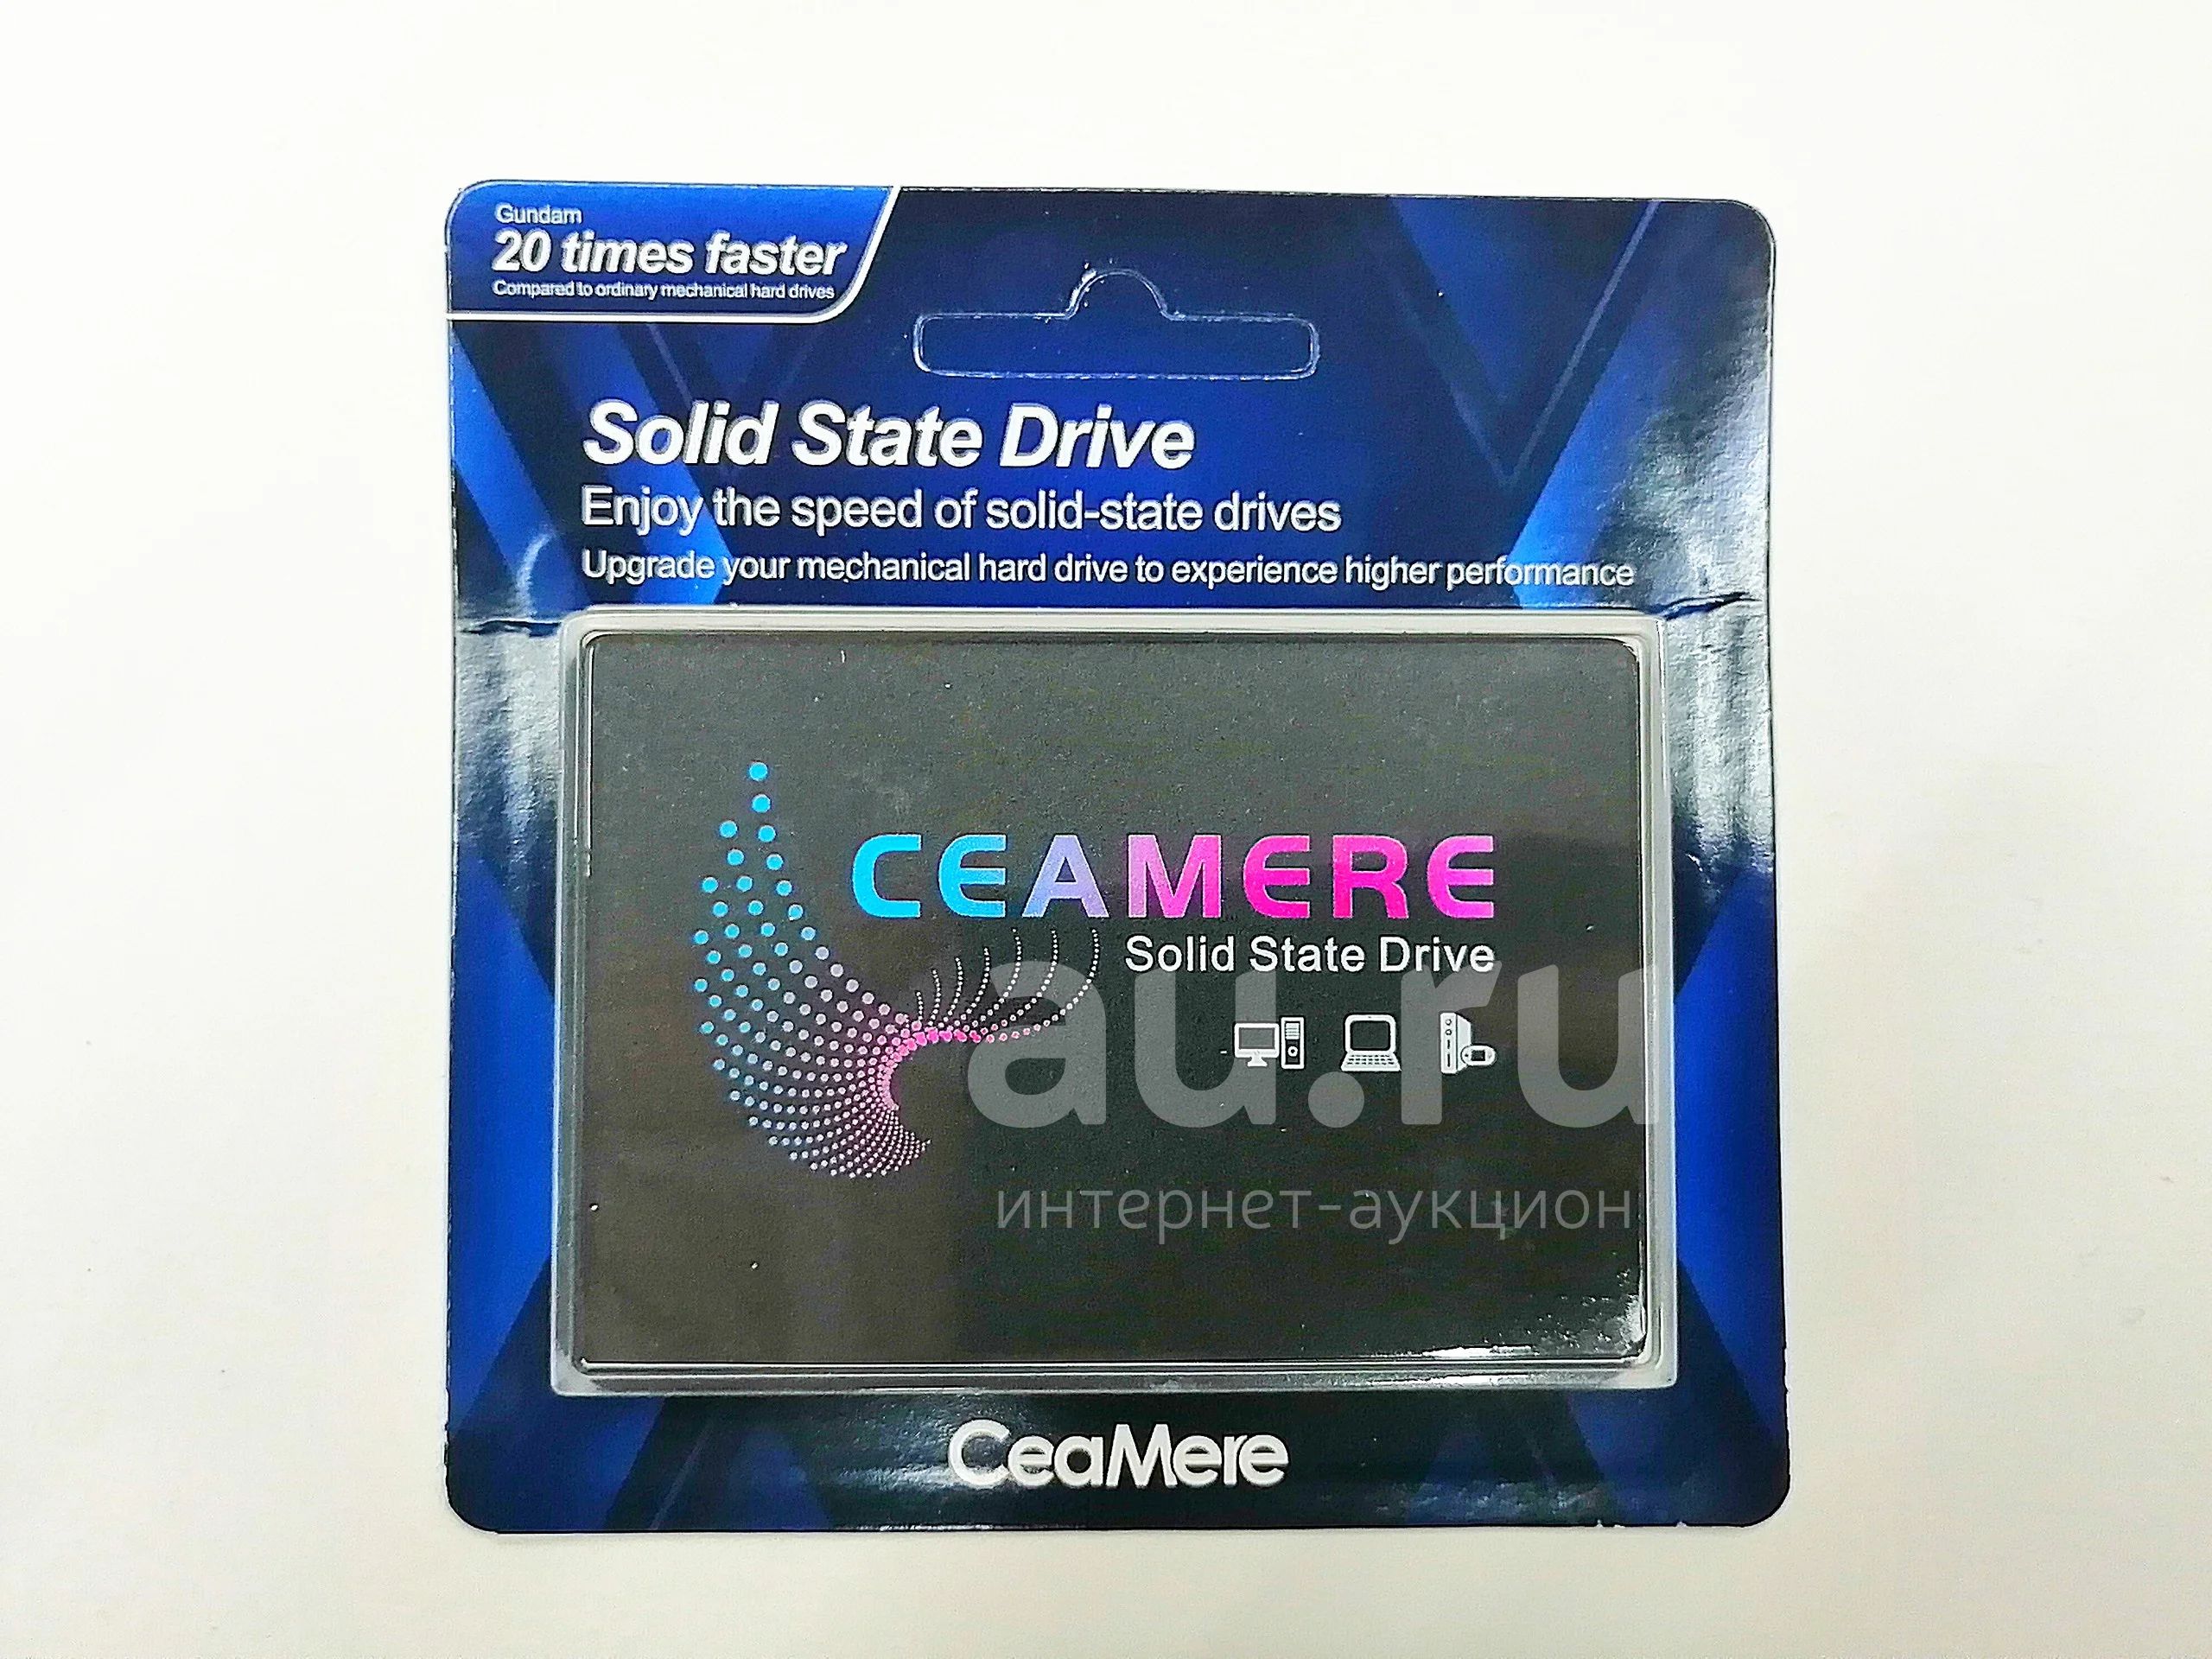 Gundam
20 times faster
Compared to ordinary mechanical hard drives
Solid State Drive
Enjoy the speed of solid-state drives
Upgrade your mechanical hard drive to experience higher performance
CEAMERE
Solid State Drive
au.ru
интернет-аукцион
CeaMere